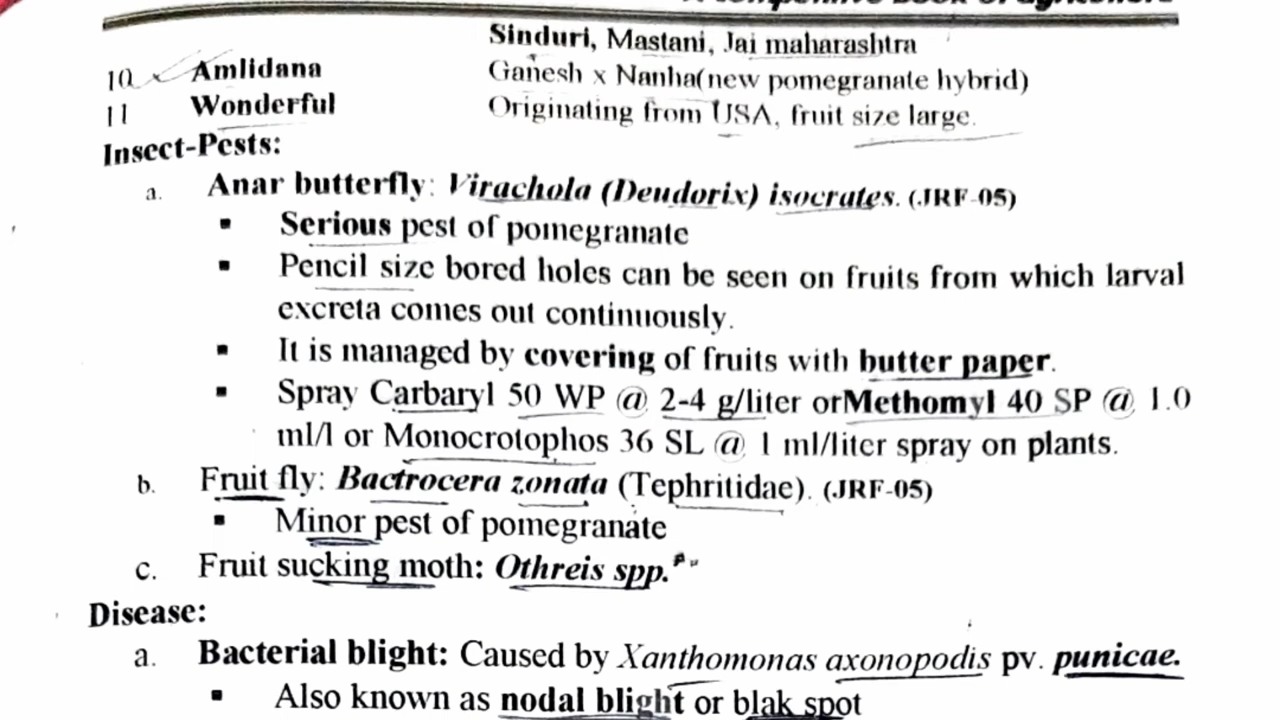 Sinduri, Mastani, Jai maharashtra
10 Amlidana Ganesh x Nanha(new pomegranate hybrid)
11 Wonderful Originating from USA, fruit size large.
Insect-Pests:
a. Anar butterfly: Virachola (Deudorix) isocrates. (JRF-05)
▪ Serious pest of pomegranate
▪ Pencil size bored holes can be seen on fruits from which larval
excreta comes out continuously.
▪ It is managed by covering of fruits with butter paper.
▪ Spray Carbaryl 50 WP @ 2-4 g/liter orMethomyl 40 SP @ 1.0
ml/l or Monocrotophos 36 SL @ 1 ml/liter spray on plants.
b. Fruit fly: Bactrocera zonata (Tephritidae). (JRF-05)
▪ Minor pest of pomegranate
c. Fruit sucking moth: Othreis spp.
Disease:
a. Bacterial blight: Caused by Xanthomonas axonopodis pv. punicae.
▪ Also known as nodal blight or blak spot